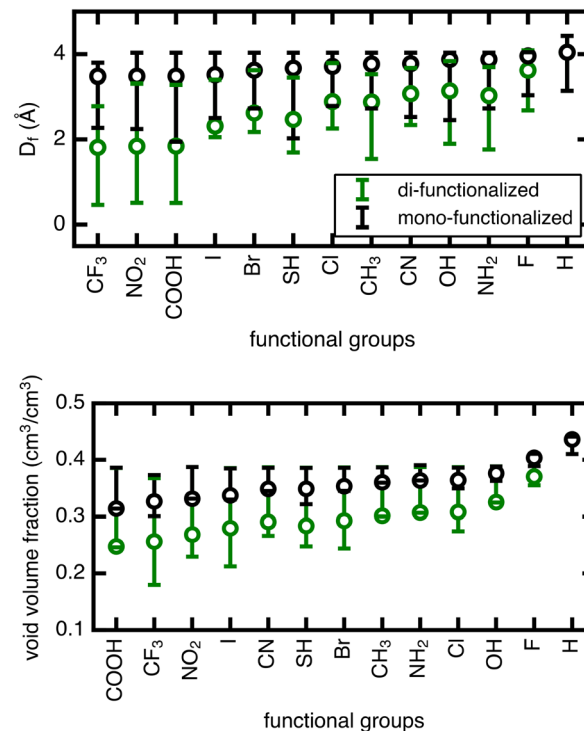 D_f (Å)
4
2
0
di-functionalized
mono-functionalized
CF₃ NO₂ COOH I Br SH Cl CH₃ CN OH NH₂ F H
functional groups
void volume fraction (cm³/cm³)
0.5
0.4
0.3
0.2
0.1
COOH CF₃ NO₂ I CN SH Br CH₃ NH₂ Cl OH F H
functional groups